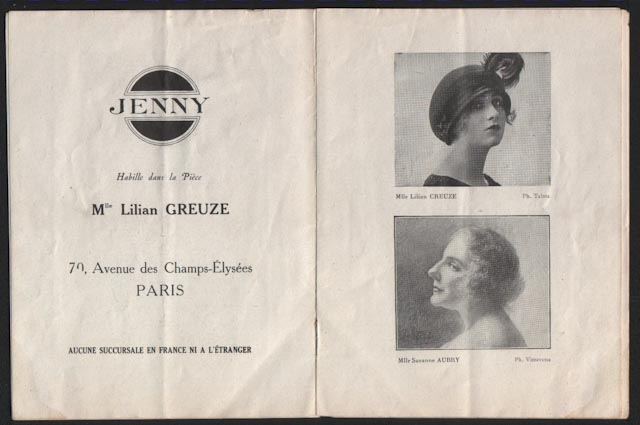 JENNY
Habille dans la Pièce
Mlle Lilian GREUZE
70, Avenue des Champs-Élysées
PARIS
AUCUNE SUCCURSALE EN FRANCE NI A L'ÉTRANGER
Mlle Lilian GREUZE Ph. Talma
Mlle Suzanne AUBRY Ph.